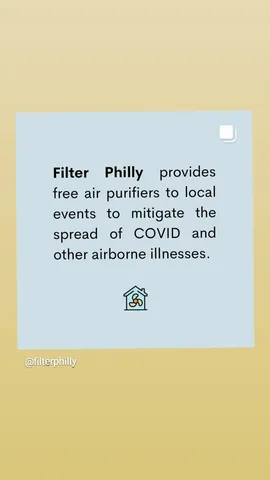 Filter Philly provides
free air purifiers to local
events to mitigate the
spread of COVID and
other airborne illnesses.
@filterphilly